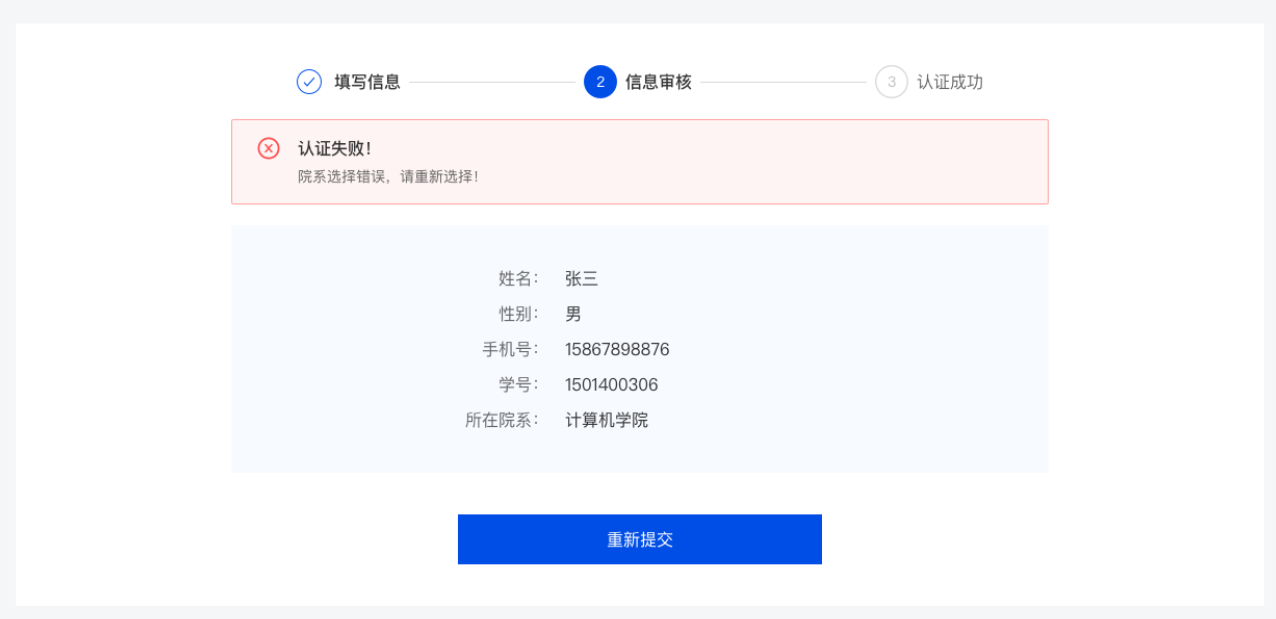 填写信息 2 信息审核 3 认证成功
认证失败!
院系选择错误, 请重新选择!
姓名: 张三
性别: 男
手机号: 15867898876
学号: 1501400306
所在院系: 计算机学院
重新提交